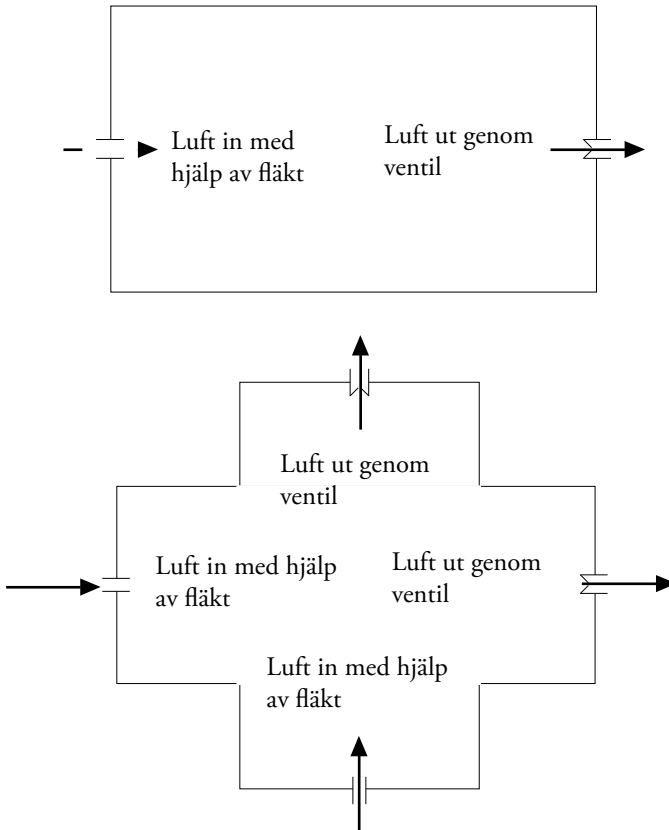 Luft in med
hjälp av fläkt
Luft ut genom
ventil
Luft ut genom
ventil
Luft in med hjälp
av fläkt
Luft ut genom
ventil
Luft in med hjälp
av fläkt